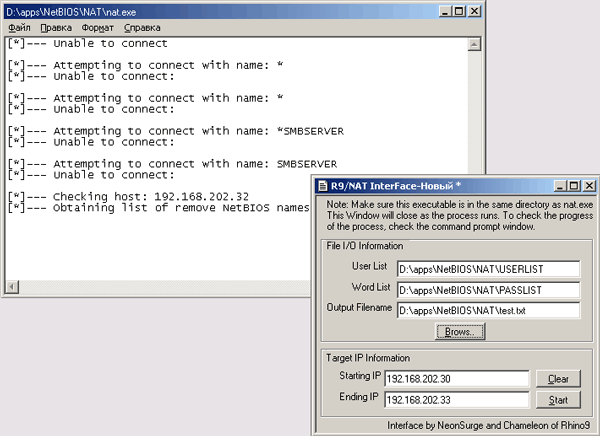 D:\apps\NetBIOS\NAT\nat.exe
Файл Правка Формат Справка
[*]--- Unable to connect
[*]--- Attempting to connect with name: *
[*]--- Unable to connect:
[*]--- Attempting to connect with name: *
[*]--- Unable to connect:
[*]--- Attempting to connect with name: *SMBSERVER
[*]--- Unable to connect:
[*]--- Attempting to connect with name: SMBSERVER
[*]--- Unable to connect:
[*]--- Checking host: 192.168.202.32
[*]--- Obtaining list of remove NetBIOS names
R9/NAT InterFace-Новый *
Note: Make sure this executable is in the same directory as nat.exe
This Window will close as the process runs. To check the progress
of the process, check the command prompt window.
File I/O Information
User List D:\apps\NetBIOS\NAT\USERLIST
Word List D:\apps\NetBIOS\NAT\PASSLIST
Output Filename D:\apps\NetBIOS\NAT\test.txt
Brows..
Target IP Information
Starting IP 192.168.202.30 Clear
Ending IP 192.168.202.33 Start
Interface by NeonSurge and Chameleon of Rhino9